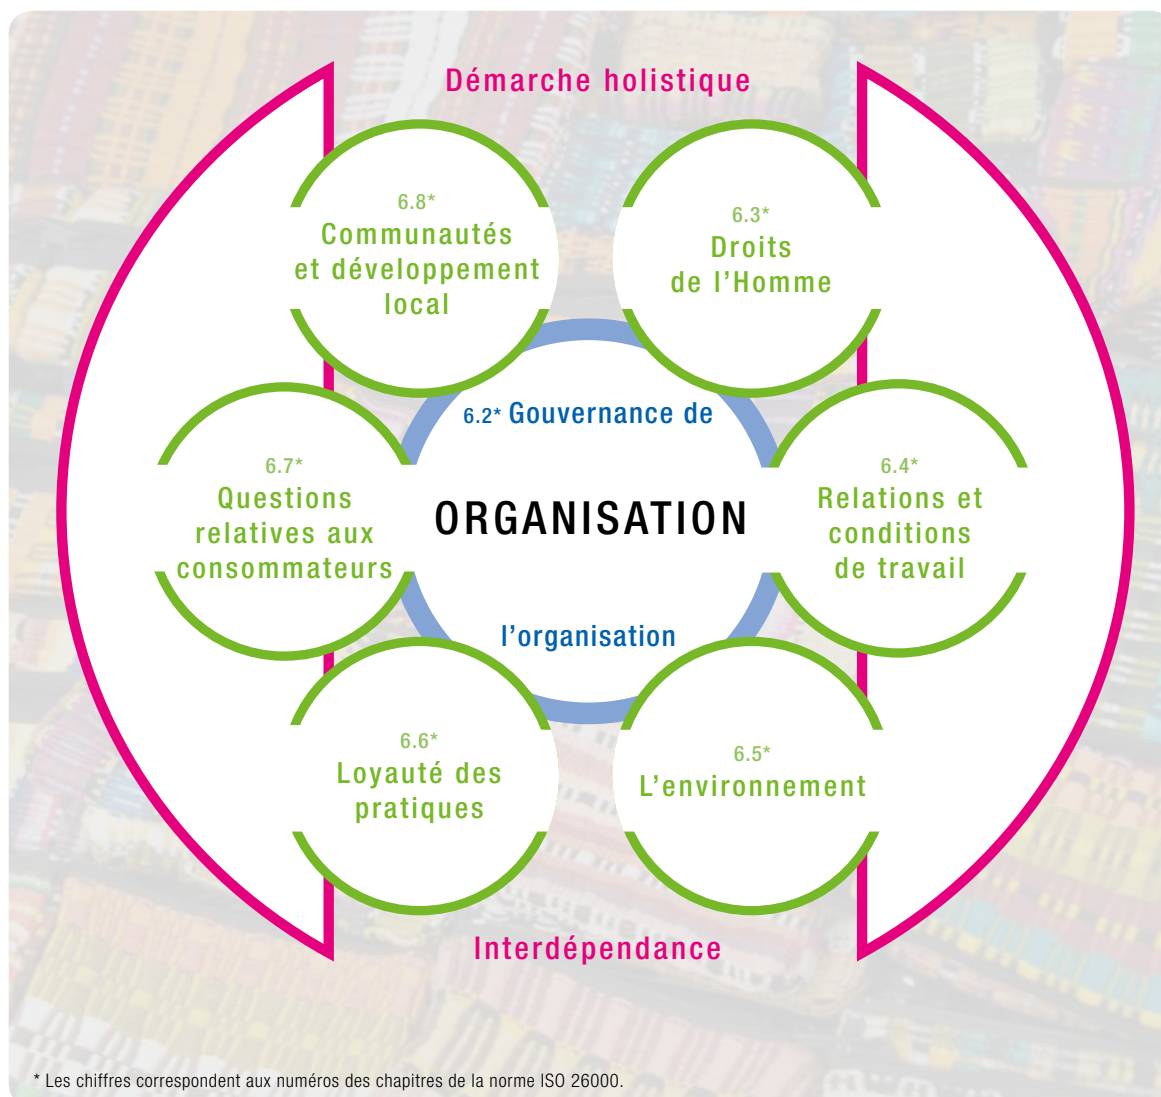 Démarche holistique
6.8*
Communautés
et développement
local
6.3*
Droits
de l'Homme
6.2* Gouvernance de
ORGANISATION
l'organisation
6.7*
Questions
relatives aux
consommateurs
6.4*
Relations et
conditions
de travail
6.6*
Loyauté des
pratiques
6.5*
L'environnement
Interdépendance
* Les chiffres correspondent aux numéros des chapitres de la norme ISO 26000.